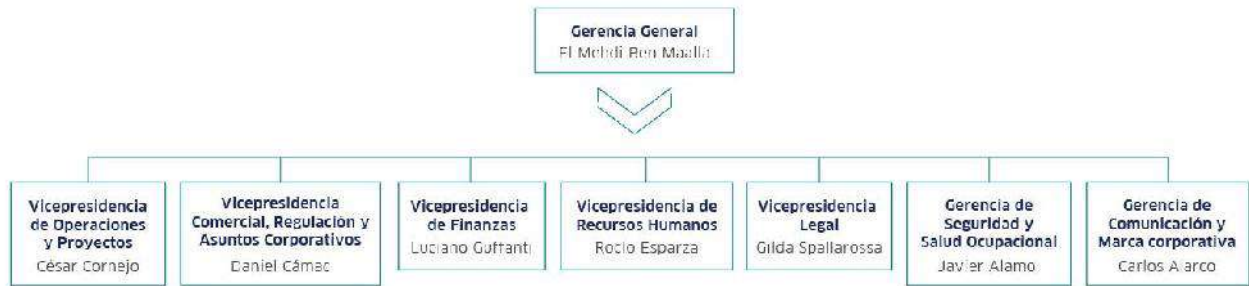 Gerencia General
El Mehdi Ben Maalla
Vicepresidencia
de Operaciones
y Proyectos
César Cornejo
Vicepresidencia
Comercial, Regulación y
Asuntos Corporativos
Daniel Cámac
Vicepresidencia
de Finanzas
Luciano Guffanti
Vicepresidencia de
Recursos Humanos
Rocío Esparza
Vicepresidencia
Legal
Gilda Spallarossa
Gerencia de
Seguridad y
Salud Ocupacional
Javier Alamo
Gerencia de
Comunicación y
Marca corporativa
Carlos